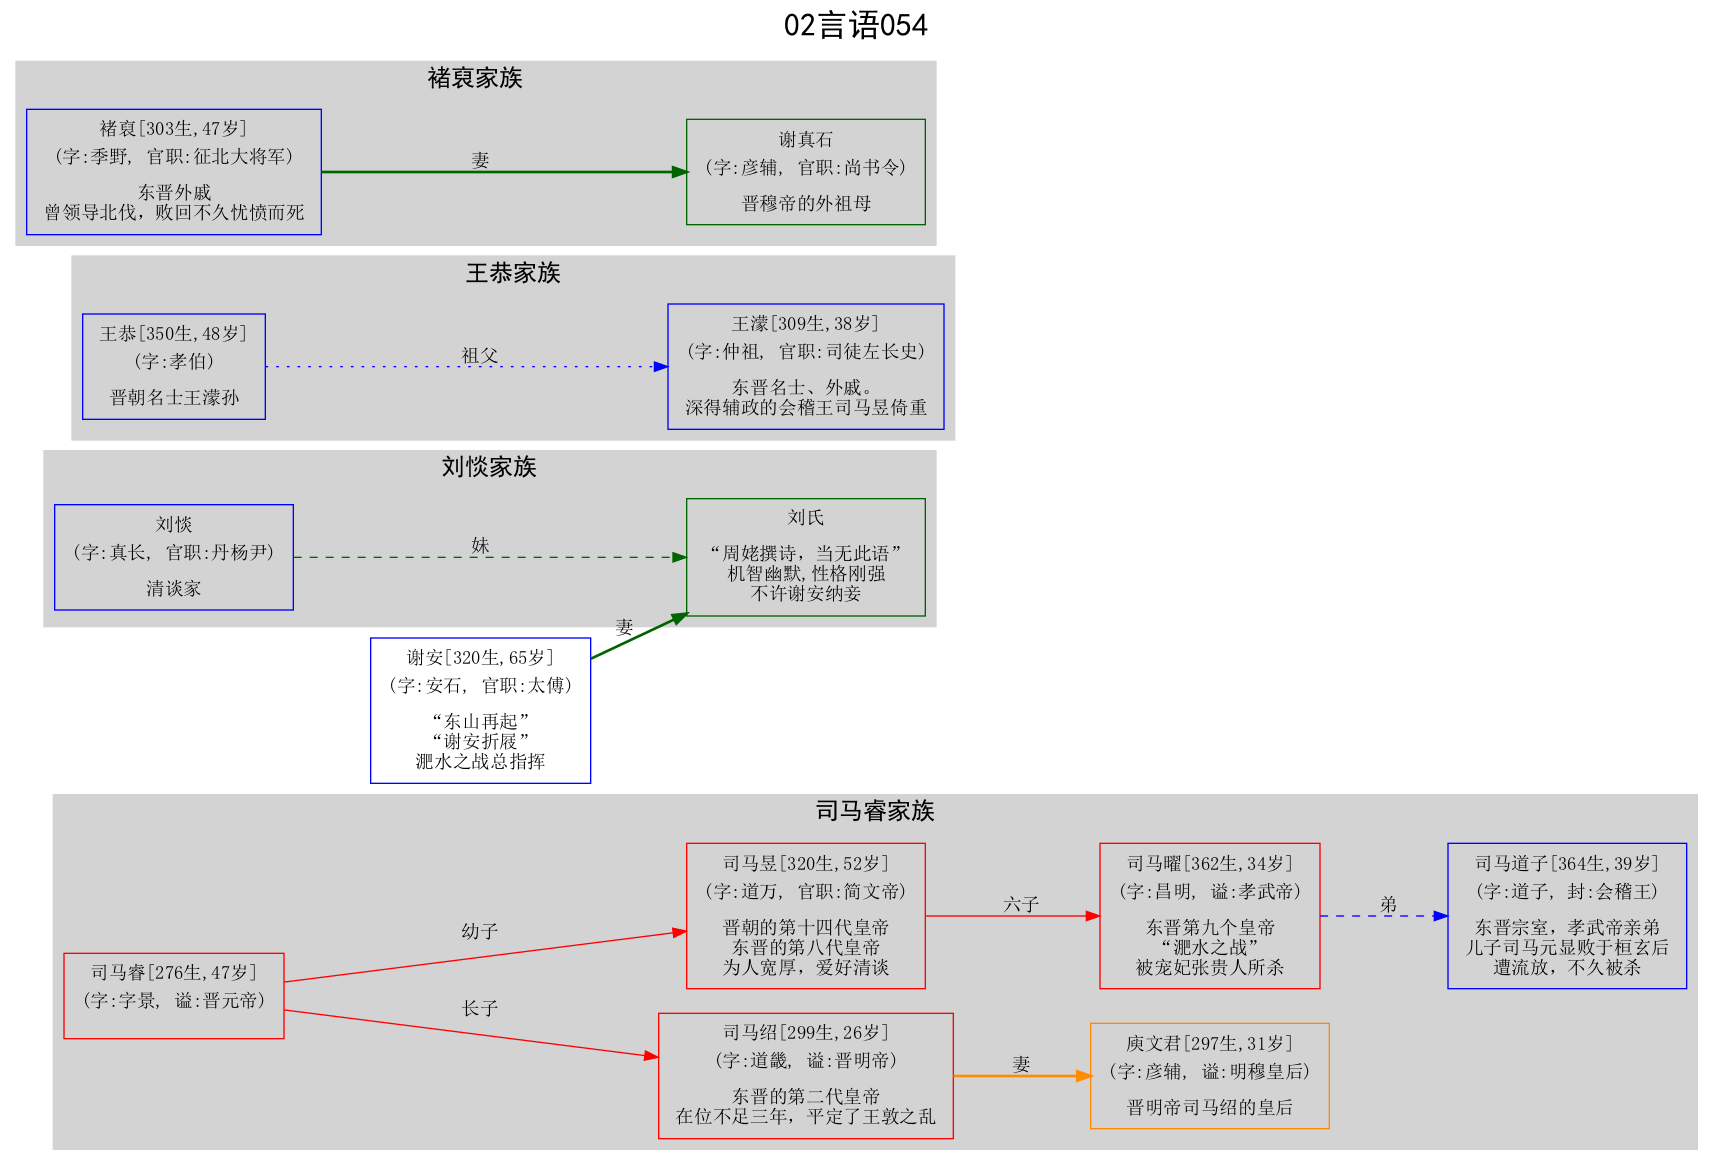 02言语054
褚裒家族
褚裒[303生,47岁]
(字:季野, 官职:征北大将军)
东晋外戚
曾领导北伐，败回不久忧愤而死
妻
谢真石
(字:彦辅, 官职:尚书令)
晋穆帝的外祖母
王恭家族
王恭[350生,48岁]
(字:孝伯)
晋朝名士王濛孙
祖父
王濛[309生,38岁]
(字:仲祖, 官职:司徒左长史)
东晋名士、外戚。
深得辅政的会稽王司马昱倚重
刘惔家族
刘惔
(字:真长, 官职:丹杨尹)
清谈家
妹
刘氏
“周姥撰诗，当无此语”
机智幽默,性格刚强
不许谢安纳妾
妻
谢安[320生,65岁]
(字:安石, 官职:太傅)
“东山再起”
“谢安折屐”
淝水之战总指挥
司马睿家族
司马睿[276生,47岁]
(字:字景, 谥:晋元帝)
幼子
长子
司马昱[320生,52岁]
(字:道万, 官职:简文帝)
晋朝的第十四代皇帝
东晋的第八代皇帝
为人宽厚，爱好清谈
六子
司马曜[362生,34岁]
(字:昌明, 谥:孝武帝)
东晋第九个皇帝
“淝水之战”
被宠妃张贵人所杀
弟
司马道子[364生,39岁]
(字:道子, 封:会稽王)
东晋宗室，孝武帝亲弟
儿子司马元显败于桓玄后
遭流放，不久被杀
司马绍[299生,26岁]
(字:道畿, 谥:晋明帝)
东晋的第二代皇帝
在位不足三年，平定了王敦之乱
妻
庾文君[297生,31岁]
(字:彦辅, 谥:明穆皇后)
晋明帝司马绍的皇后